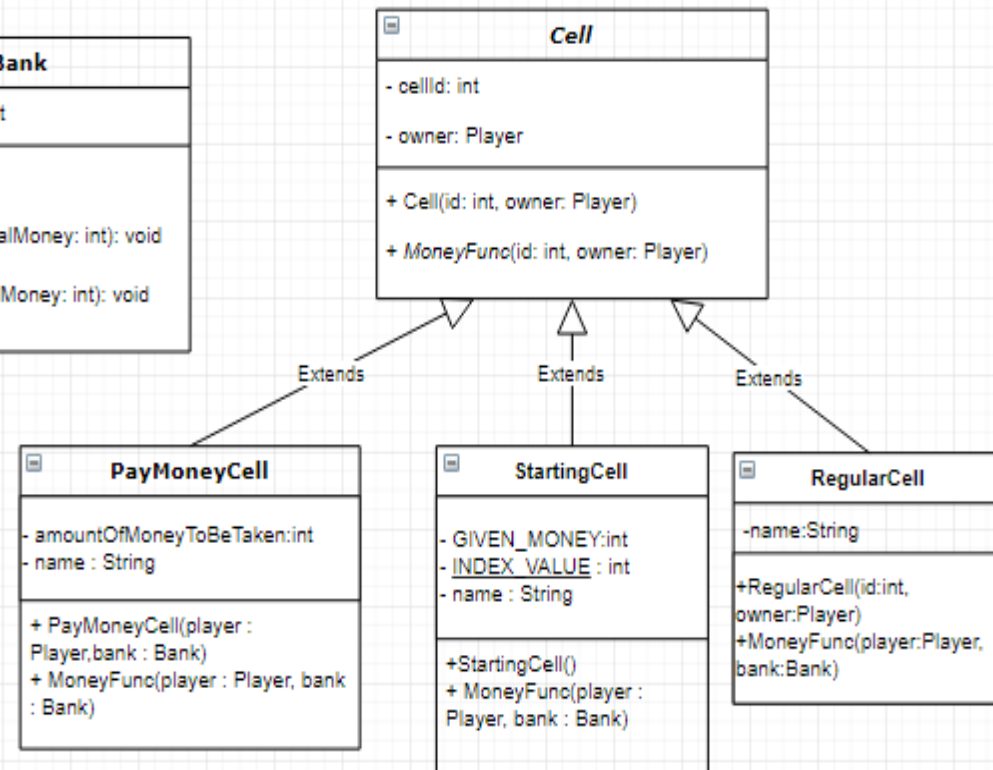 Bank
t
alMoney: int): void
Money: int): void
Cell
- cellId: int
- owner: Player
+ Cell(id: int, owner: Player)
+ MoneyFunc(id: int, owner: Player)
Extends
Extends
Extends
PayMoneyCell
- amountOfMoneyToBeTaken:int
- name : String
+ PayMoneyCell(player :
Player,bank : Bank)
+ MoneyFunc(player : Player, bank
: Bank)
StartingCell
- GIVEN_MONEY:int
- INDEX_VALUE : int
- name : String
+StartingCell()
+ MoneyFunc(player :
Player, bank : Bank)
RegularCell
-name:String
+RegularCell(id:int,
owner:Player)
+MoneyFunc(player:Player,
bank:Bank)